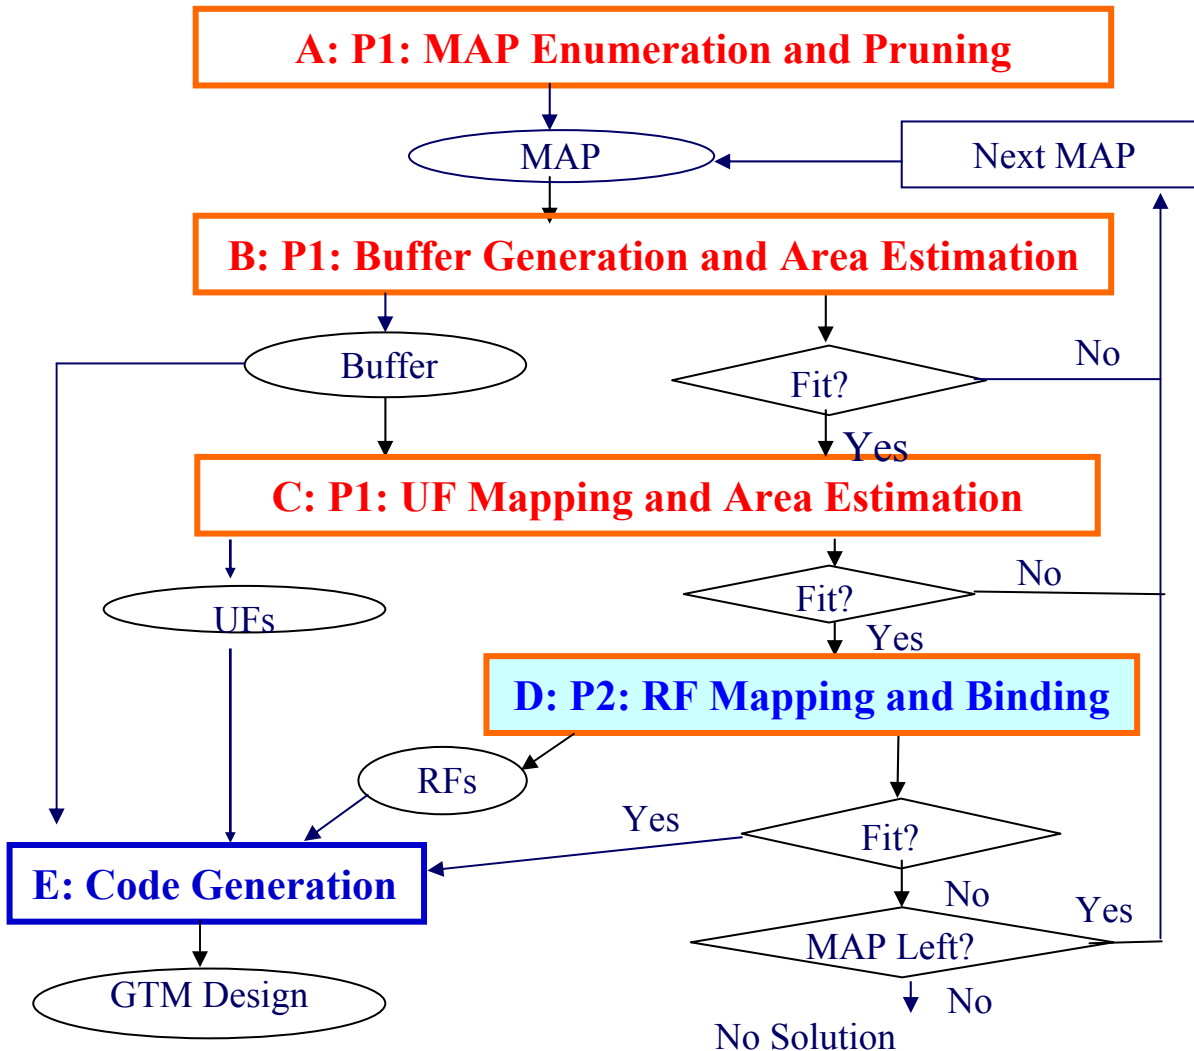 A: P1: MAP Enumeration and Pruning
MAP
Next MAP
B: P1: Buffer Generation and Area Estimation
Buffer
Fit?
No
Yes
C: P1: UF Mapping and Area Estimation
UFs
Fit?
No
Yes
D: P2: RF Mapping and Binding
RFs
Yes
Fit?
No
E: Code Generation
MAP Left?
Yes
GTM Design
No
No Solution